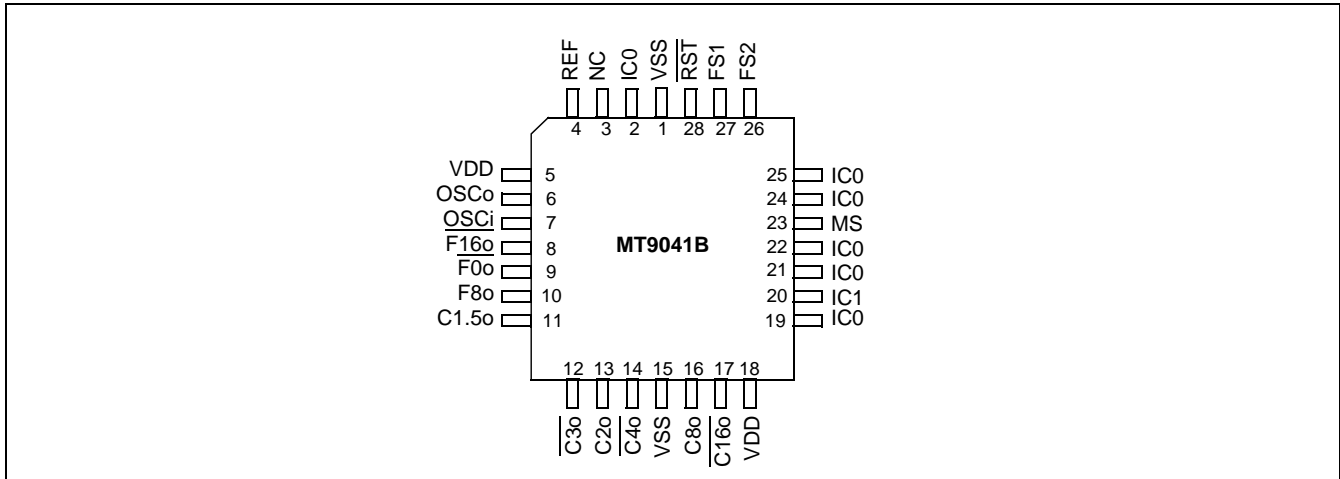 REF NC IC0 VSS RST FS1 FS2
4 3 2 1 28 27 26
VDD 5 25 IC0
OSCo 6 24 IC0
OSCi 7 MT9041B 23 MS
F16o 8 22 IC0
F0o 9 21 IC0
F8o 10 20 IC1
C1.5o 11 19 IC0
12 13 14 15 16 17 18
C3o C2o C4o VSS C8o C16o VDD